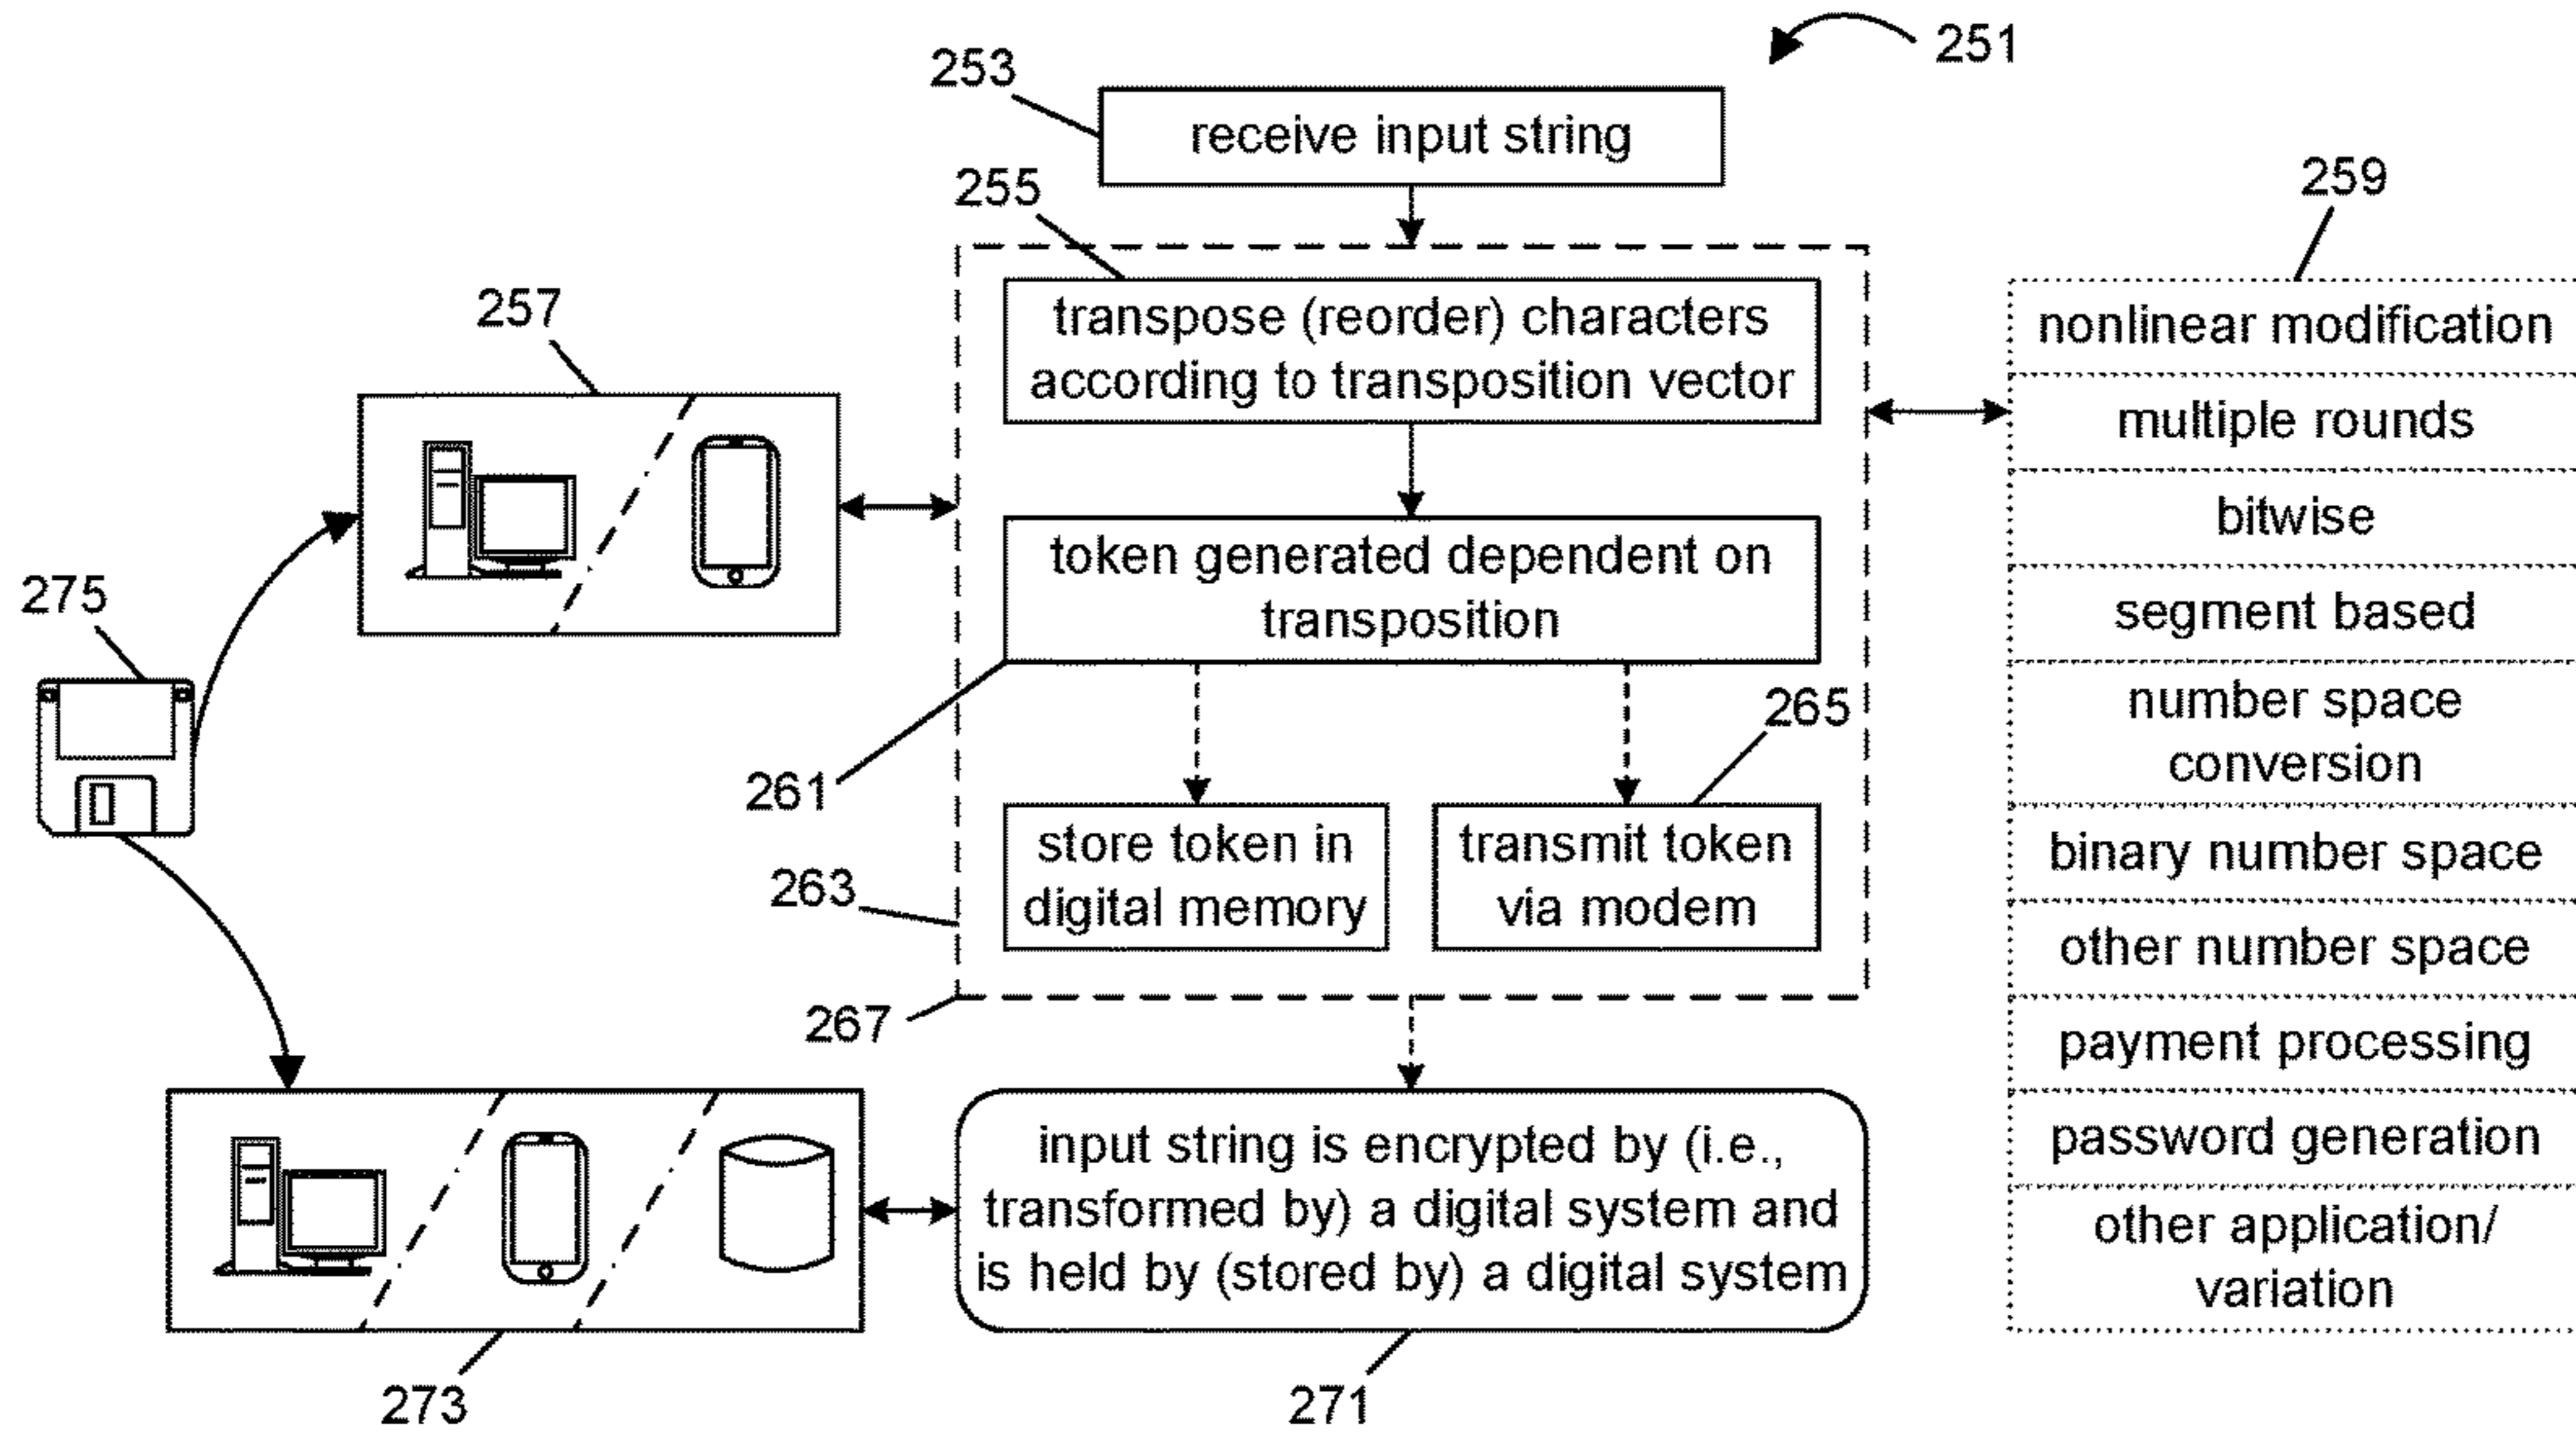 251
253
receive input string
255
259
transpose (reorder) characters
according to transposition vector
257
token generated dependent on
transposition
275
261
265
store token in
digital memory
transmit token
via modem
263
267
input string is encrypted by (i.e.,
transformed by) a digital system and
is held by (stored by) a digital system
273
271
nonlinear modification
multiple rounds
bitwise
segment based
number space
conversion
binary number space
other number space
payment processing
password generation
other application/
variation